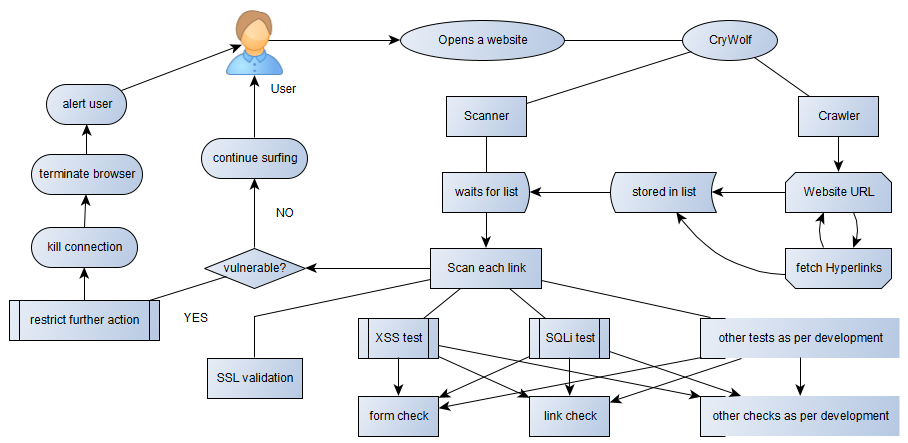 Opens a website
CryWolf
User
alert user
Scanner
Crawler
continue surfing
terminate browser
waits for list
stored in list
Website URL
NO
kill connection
vulnerable?
Scan each link
fetch Hyperlinks
restrict further action
YES
XSS test
SQLi test
other tests as per development
SSL validation
form check
link check
other checks as per development